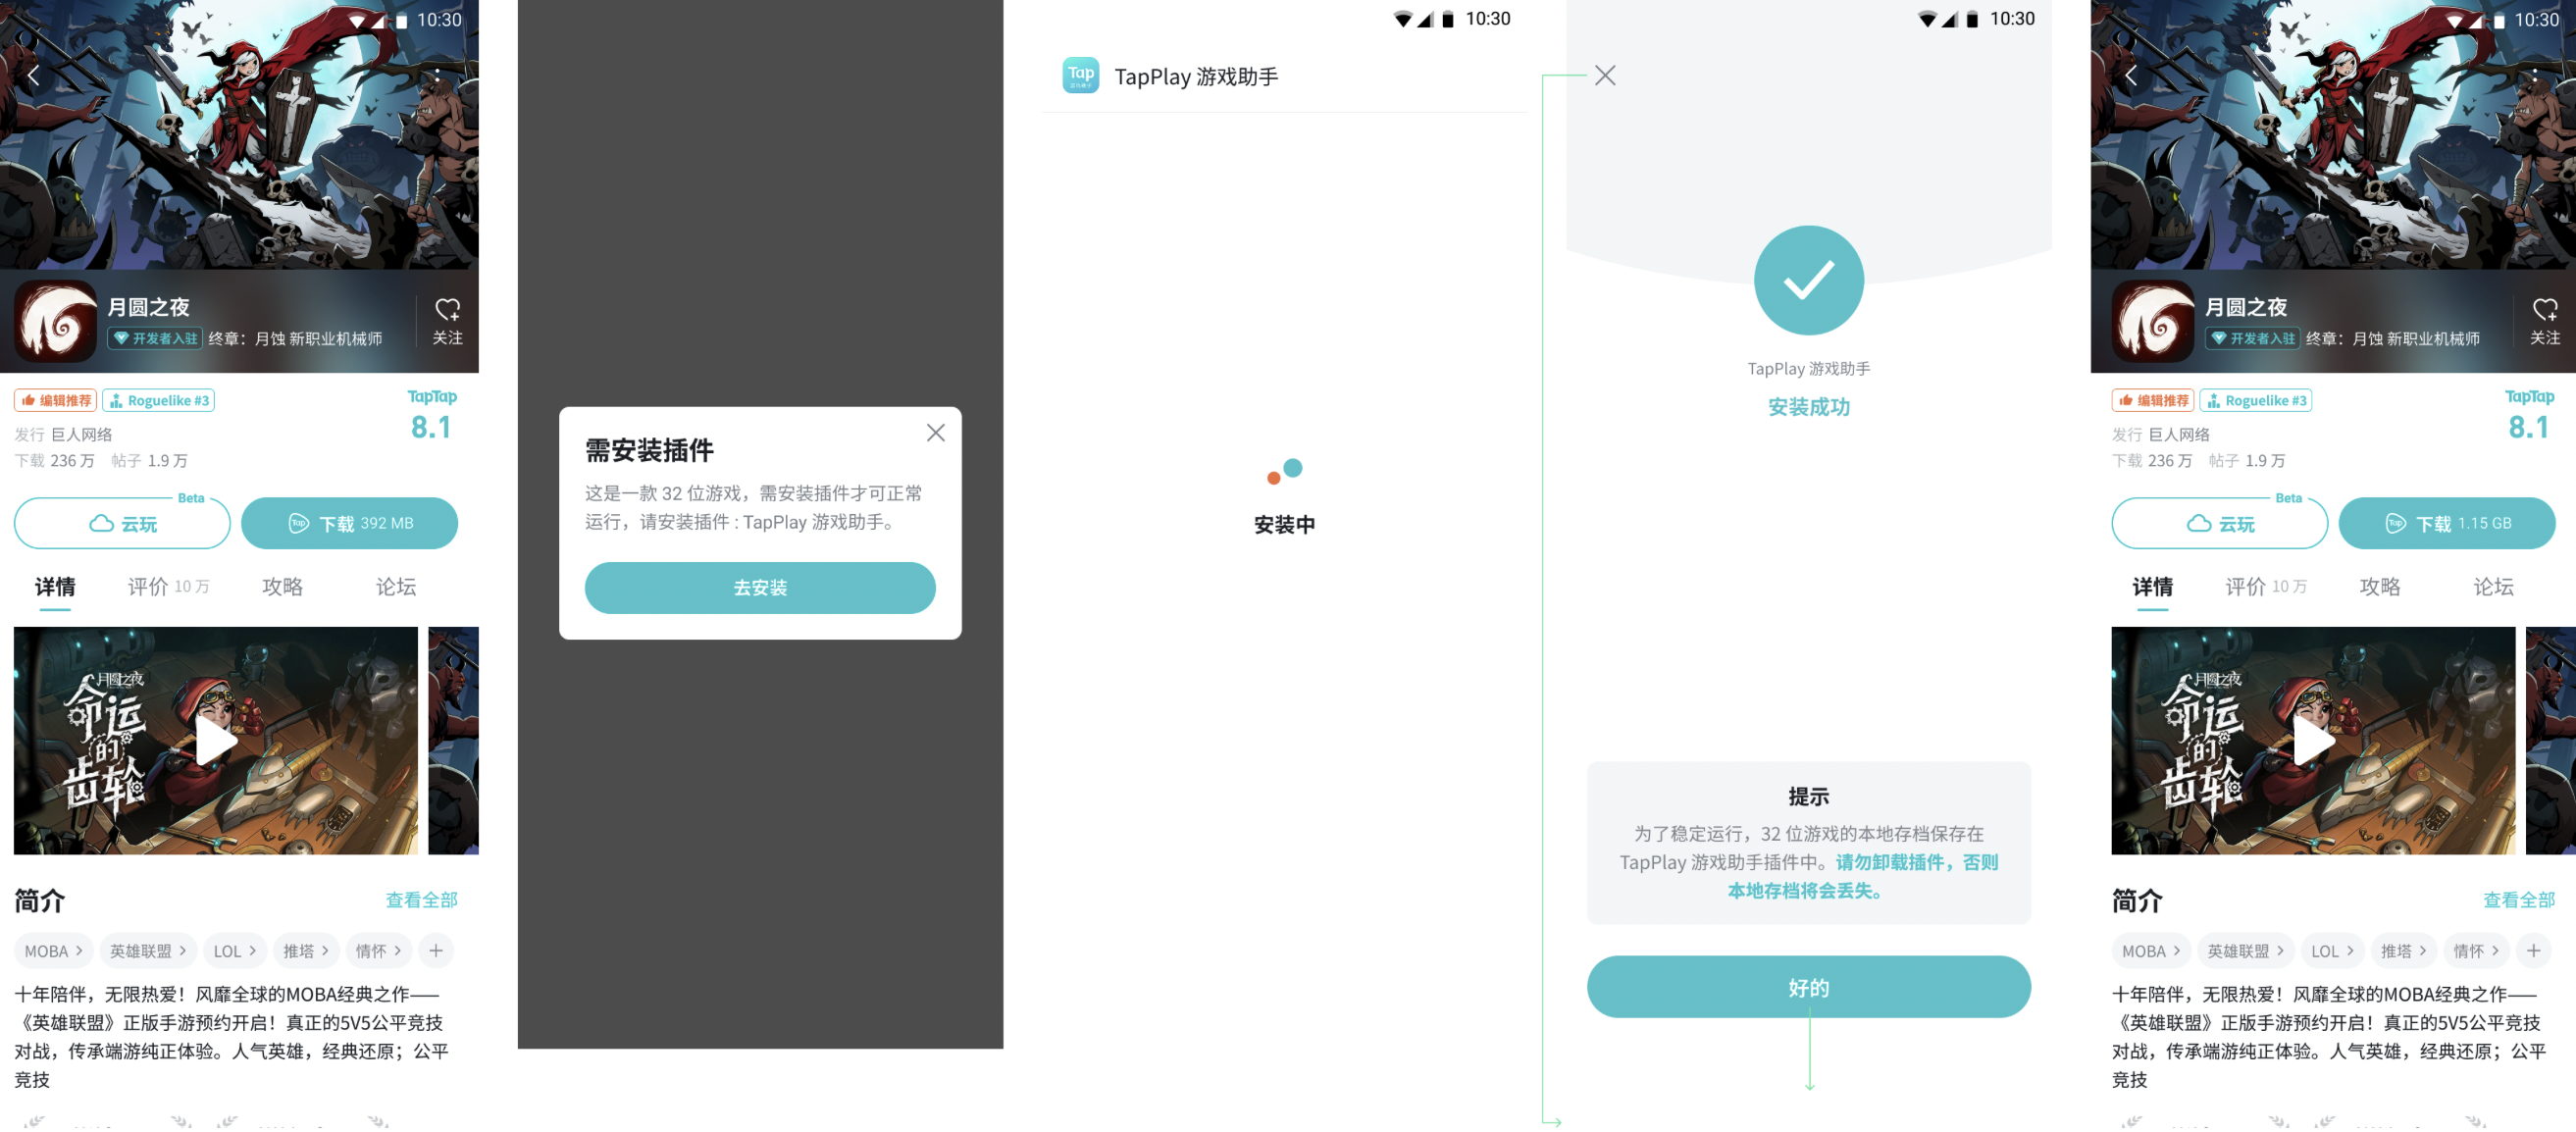 10:30
月圆之夜
开发者入驻 终章：月蚀 新职业机械师
关注
编辑推荐 Roguelike #3
TapTap
8.1
发行 巨人网络
下载 236 万 帖子 1.9 万
Beta
云玩
Tap 下载 392 MB
详情 评价 10 万 攻略 论坛
月圆之夜
命运
的
齿轮
简介 查看全部
MOBA 英雄联盟 LOL 推塔 情怀
十年陪伴，无限热爱！风靡全球的MOBA经典之作——
《英雄联盟》正版手游预约开启！真正的5V5公平竞技
对战，传承端游纯正体验。人气英雄，经典还原；公平
竞技
需安装插件
这是一款 32 位游戏，需安装插件才可正常
运行，请安装插件 : TapPlay 游戏助手。
去安装
10:30
Tap
TapPlay 游戏助手
安装中
10:30
TapPlay 游戏助手
安装成功
提示
为了稳定运行，32 位游戏的本地存档保存在
TapPlay 游戏助手插件中。请勿卸载插件，否则
本地存档将会丢失。
好的
10:30
月圆之夜
开发者入驻 终章：月蚀 新职业机械师
关注
编辑推荐 Roguelike #3
TapTap
8.1
发行 巨人网络
下载 236 万 帖子 1.9 万
Beta
云玩
Tap 下载 1.15 GB
详情 评价 10 万 攻略 论坛
月圆之夜
命运
的
齿轮
简介 查看全部
MOBA 英雄联盟 LOL 推塔 情怀
十年陪伴，无限热爱！风靡全球的MOBA经典之作——
《英雄联盟》正版手游预约开启！真正的5V5公平竞技
对战，传承端游纯正体验。人气英雄，经典还原；公平
竞技